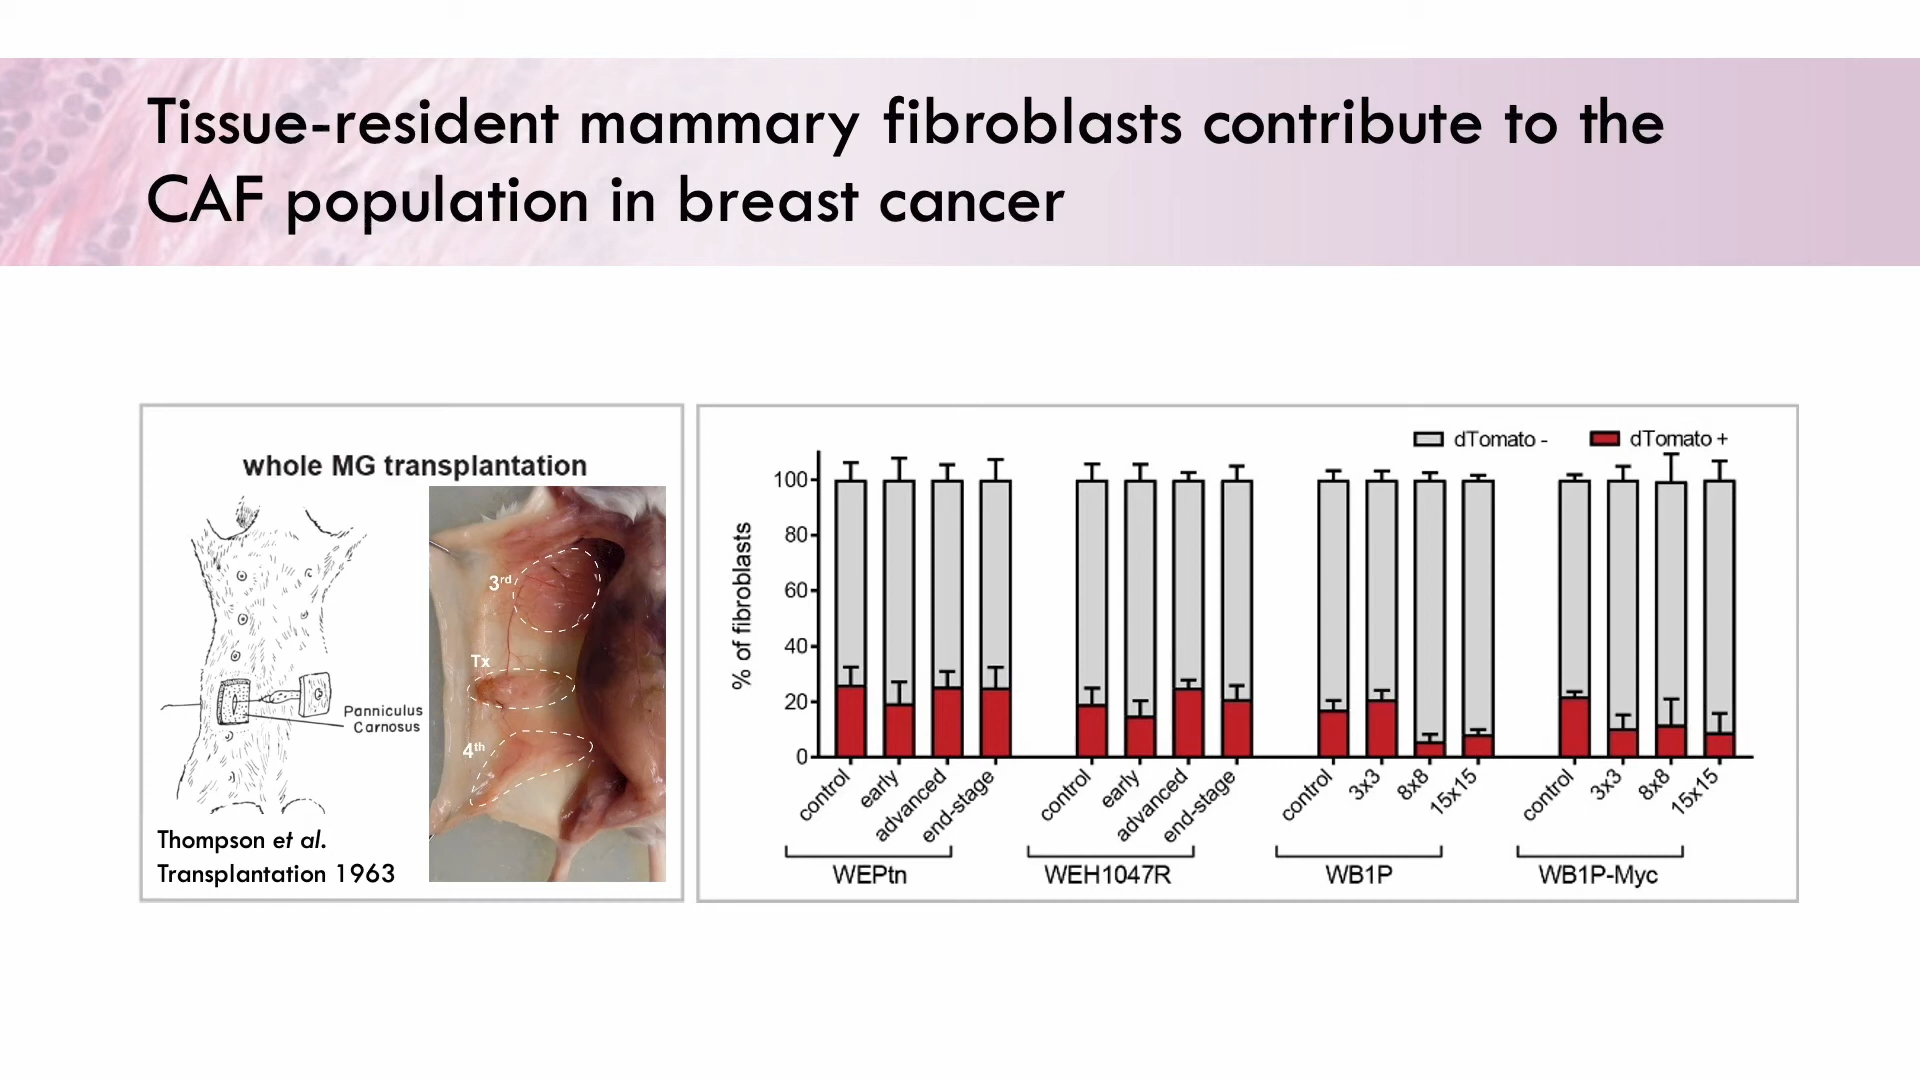 Tissue-resident mammary fibroblasts contribute to the
CAF population in breast cancer
whole MG transplantation
Panniculus
Carnosus
3rd
Tx
4th
Thompson et al.
Transplantation 1963
dTomato - dTomato +
% of fibroblasts
100
80
60
40
20
0
control early advanced end-stage
control early advanced end-stage
control 3x3 8x8 15x15
control 3x3 8x8 15x15
WEPtn WEH1047R WB1P WB1P-Myc